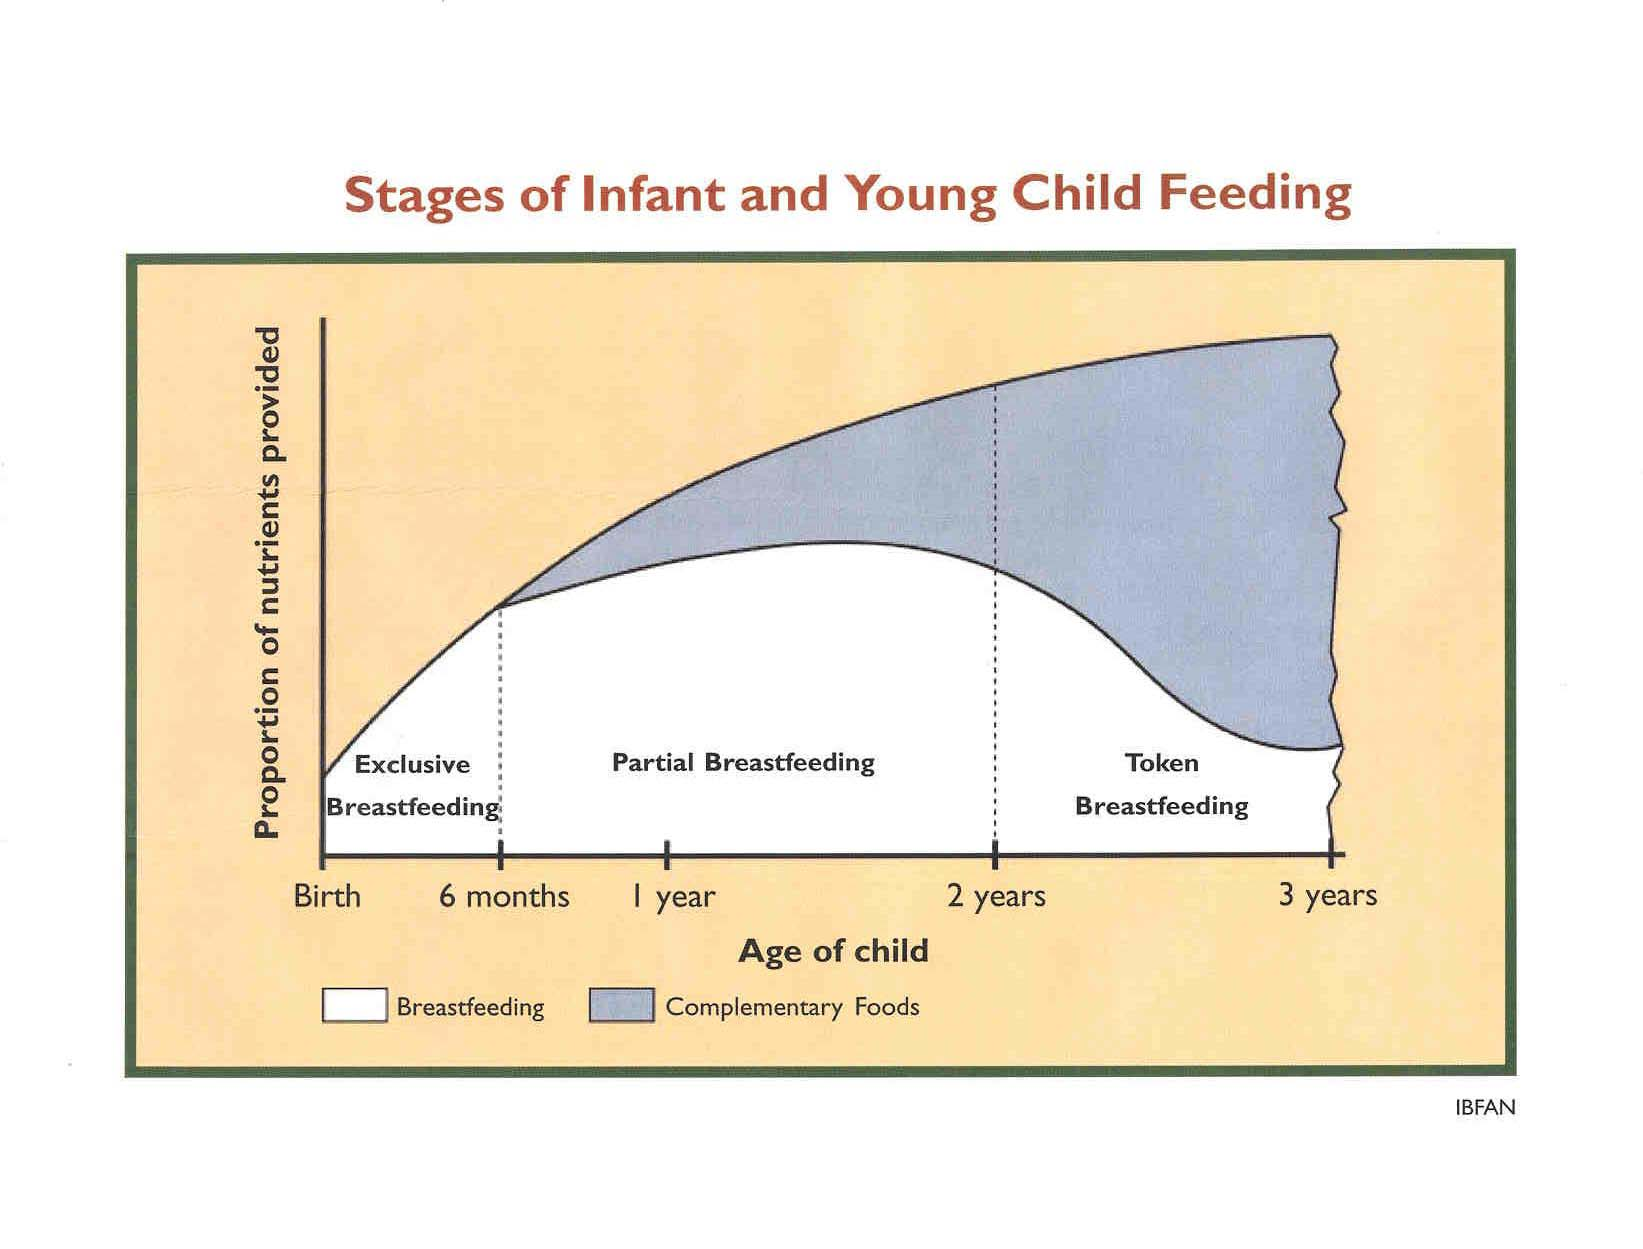 Stages of Infant and Young Child Feeding
Proportion of nutrients provided
Exclusive
Breastfeeding
Partial Breastfeeding
Token
Breastfeeding
Birth
6 months
1 year
2 years
3 years
Age of child
Breastfeeding
Complementary Foods
IBFAN